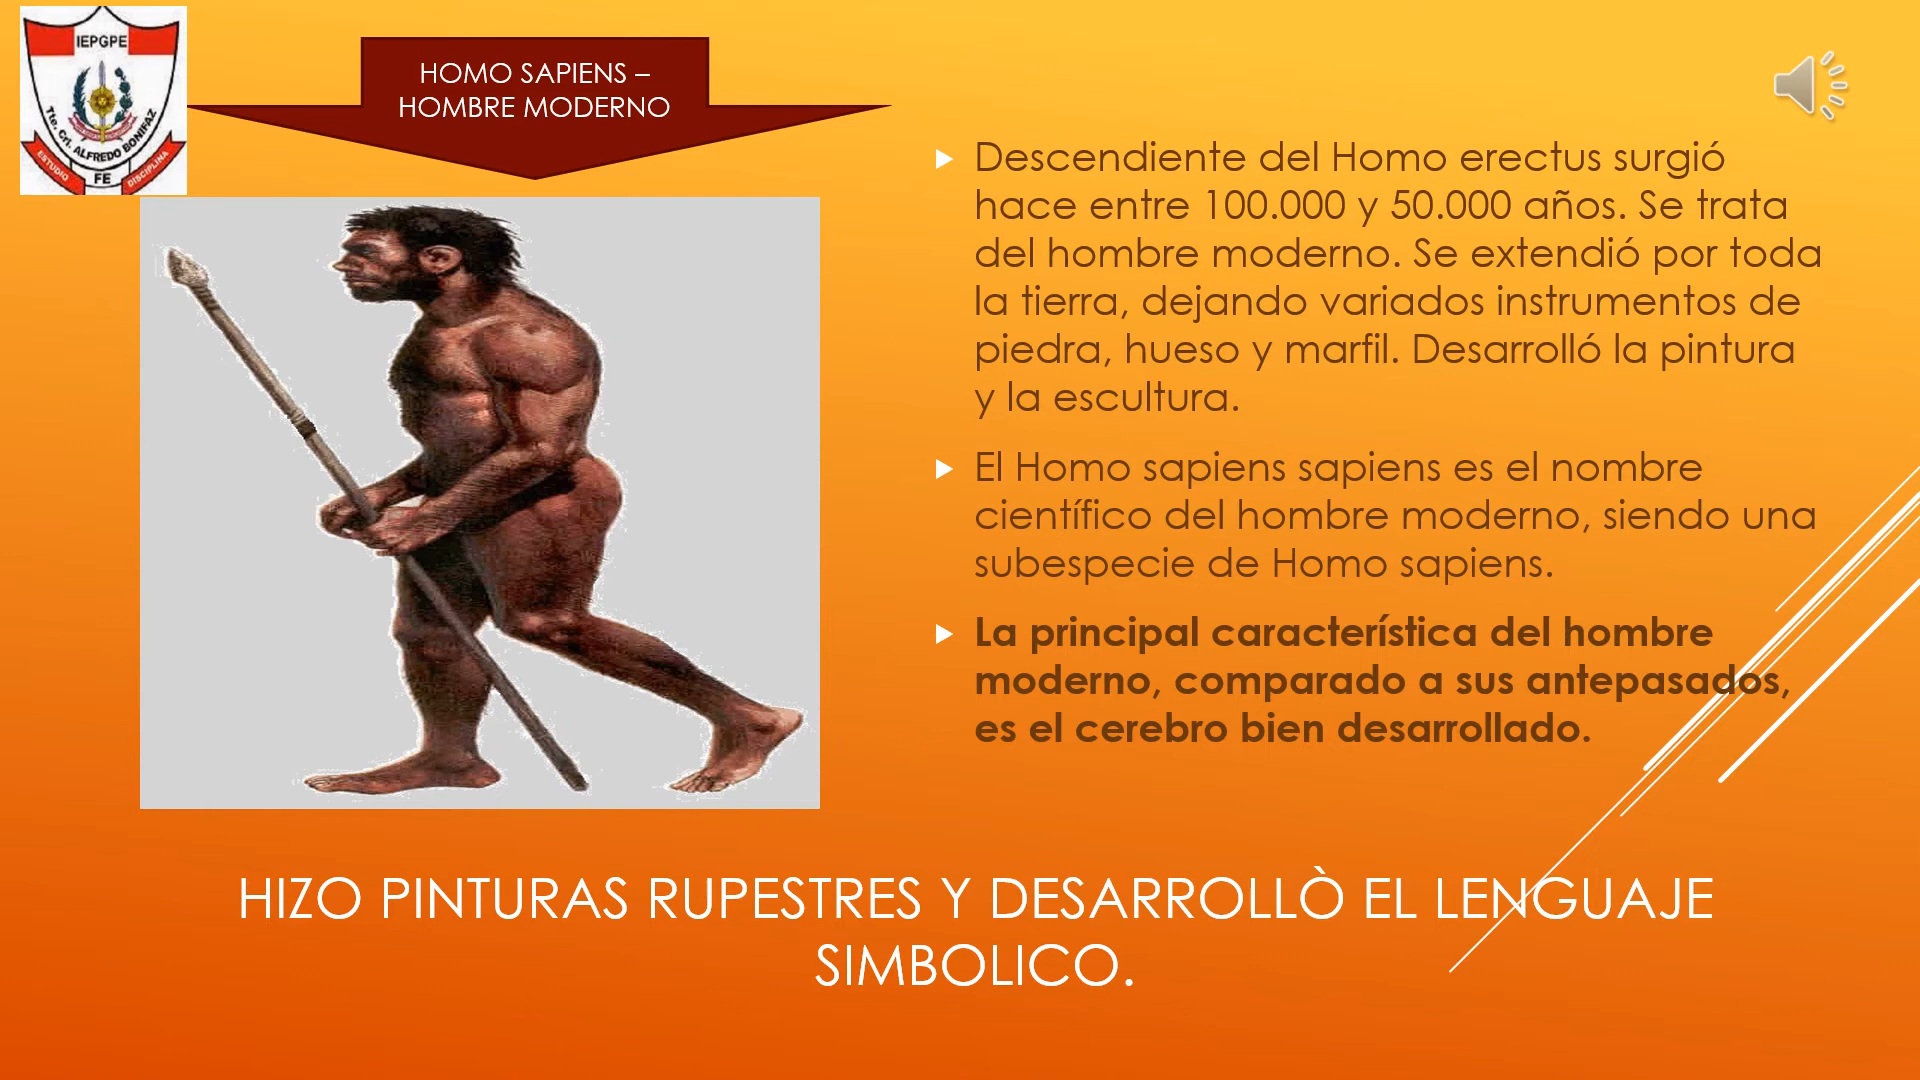 IEPGPE
Tte. Crl. ALFREDO BONIFAZ
ESTUDIO
FE
DISCIPLINA
HOMO SAPIENS –
HOMBRE MODERNO
Descendiente del Homo erectus surgió
hace entre 100.000 y 50.000 años. Se trata
del hombre moderno. Se extendió por toda
la tierra, dejando variados instrumentos de
piedra, hueso y marfil. Desarrolló la pintura
y la escultura.
El Homo sapiens sapiens es el nombre
científico del hombre moderno, siendo una
subespecie de Homo sapiens.
La principal característica del hombre
moderno, comparado a sus antepasados,
es el cerebro bien desarrollado.
HIZO PINTURAS RUPESTRES Y DESARROLLÒ EL LENGUAJE
SIMBOLICO.